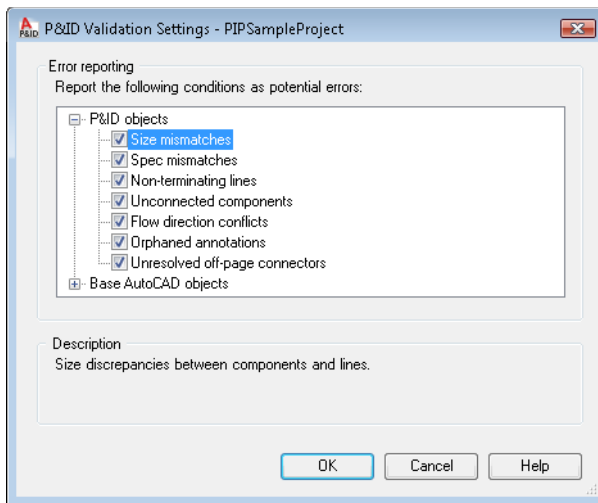 P&ID Validation Settings - PIPSampleProject
Error reporting
Report the following conditions as potential errors:
P&ID objects
Size mismatches
Spec mismatches
Non-terminating lines
Unconnected components
Flow direction conflicts
Orphaned annotations
Unresolved off-page connectors
Base AutoCAD objects
Description
Size discrepancies between components and lines.
OK Cancel Help